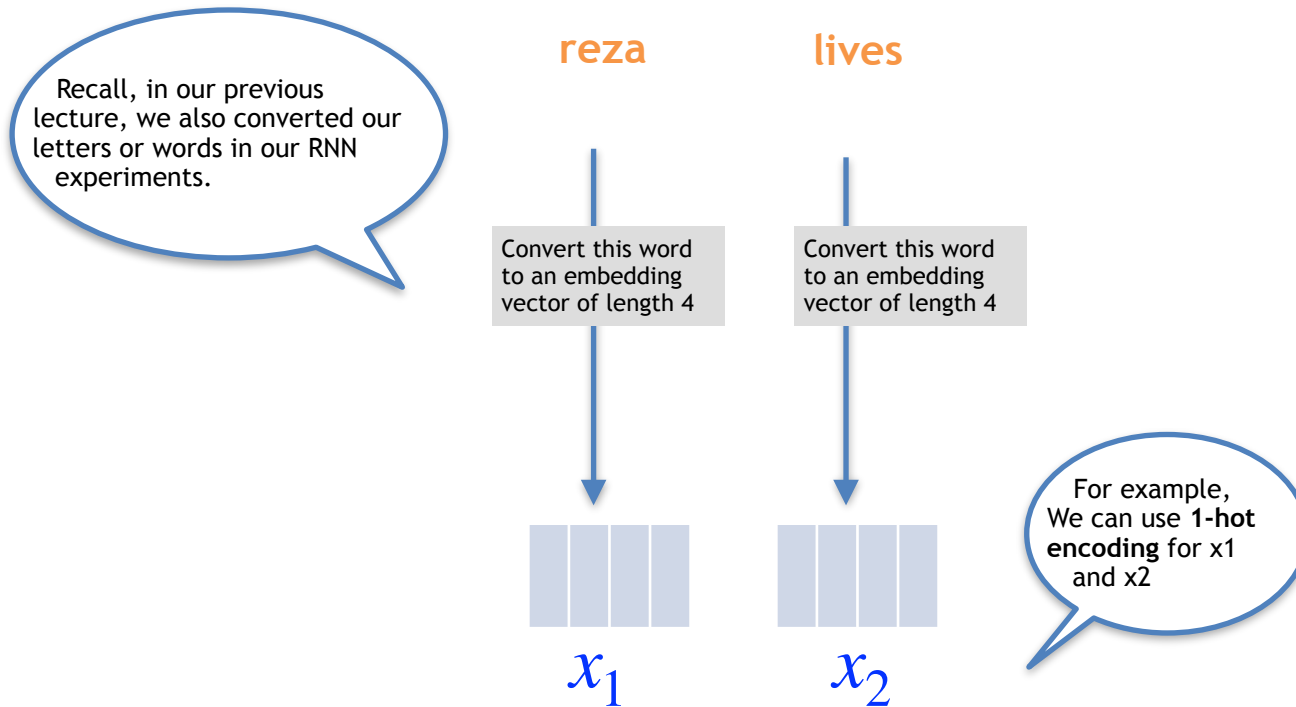 reza
lives
Recall, in our previous
lecture, we also converted our
letters or words in our RNN
experiments.
Convert this word
to an embedding
vector of length 4
Convert this word
to an embedding
vector of length 4
For example,
We can use 1-hot
encoding for x1
and x2
x₁
x₂